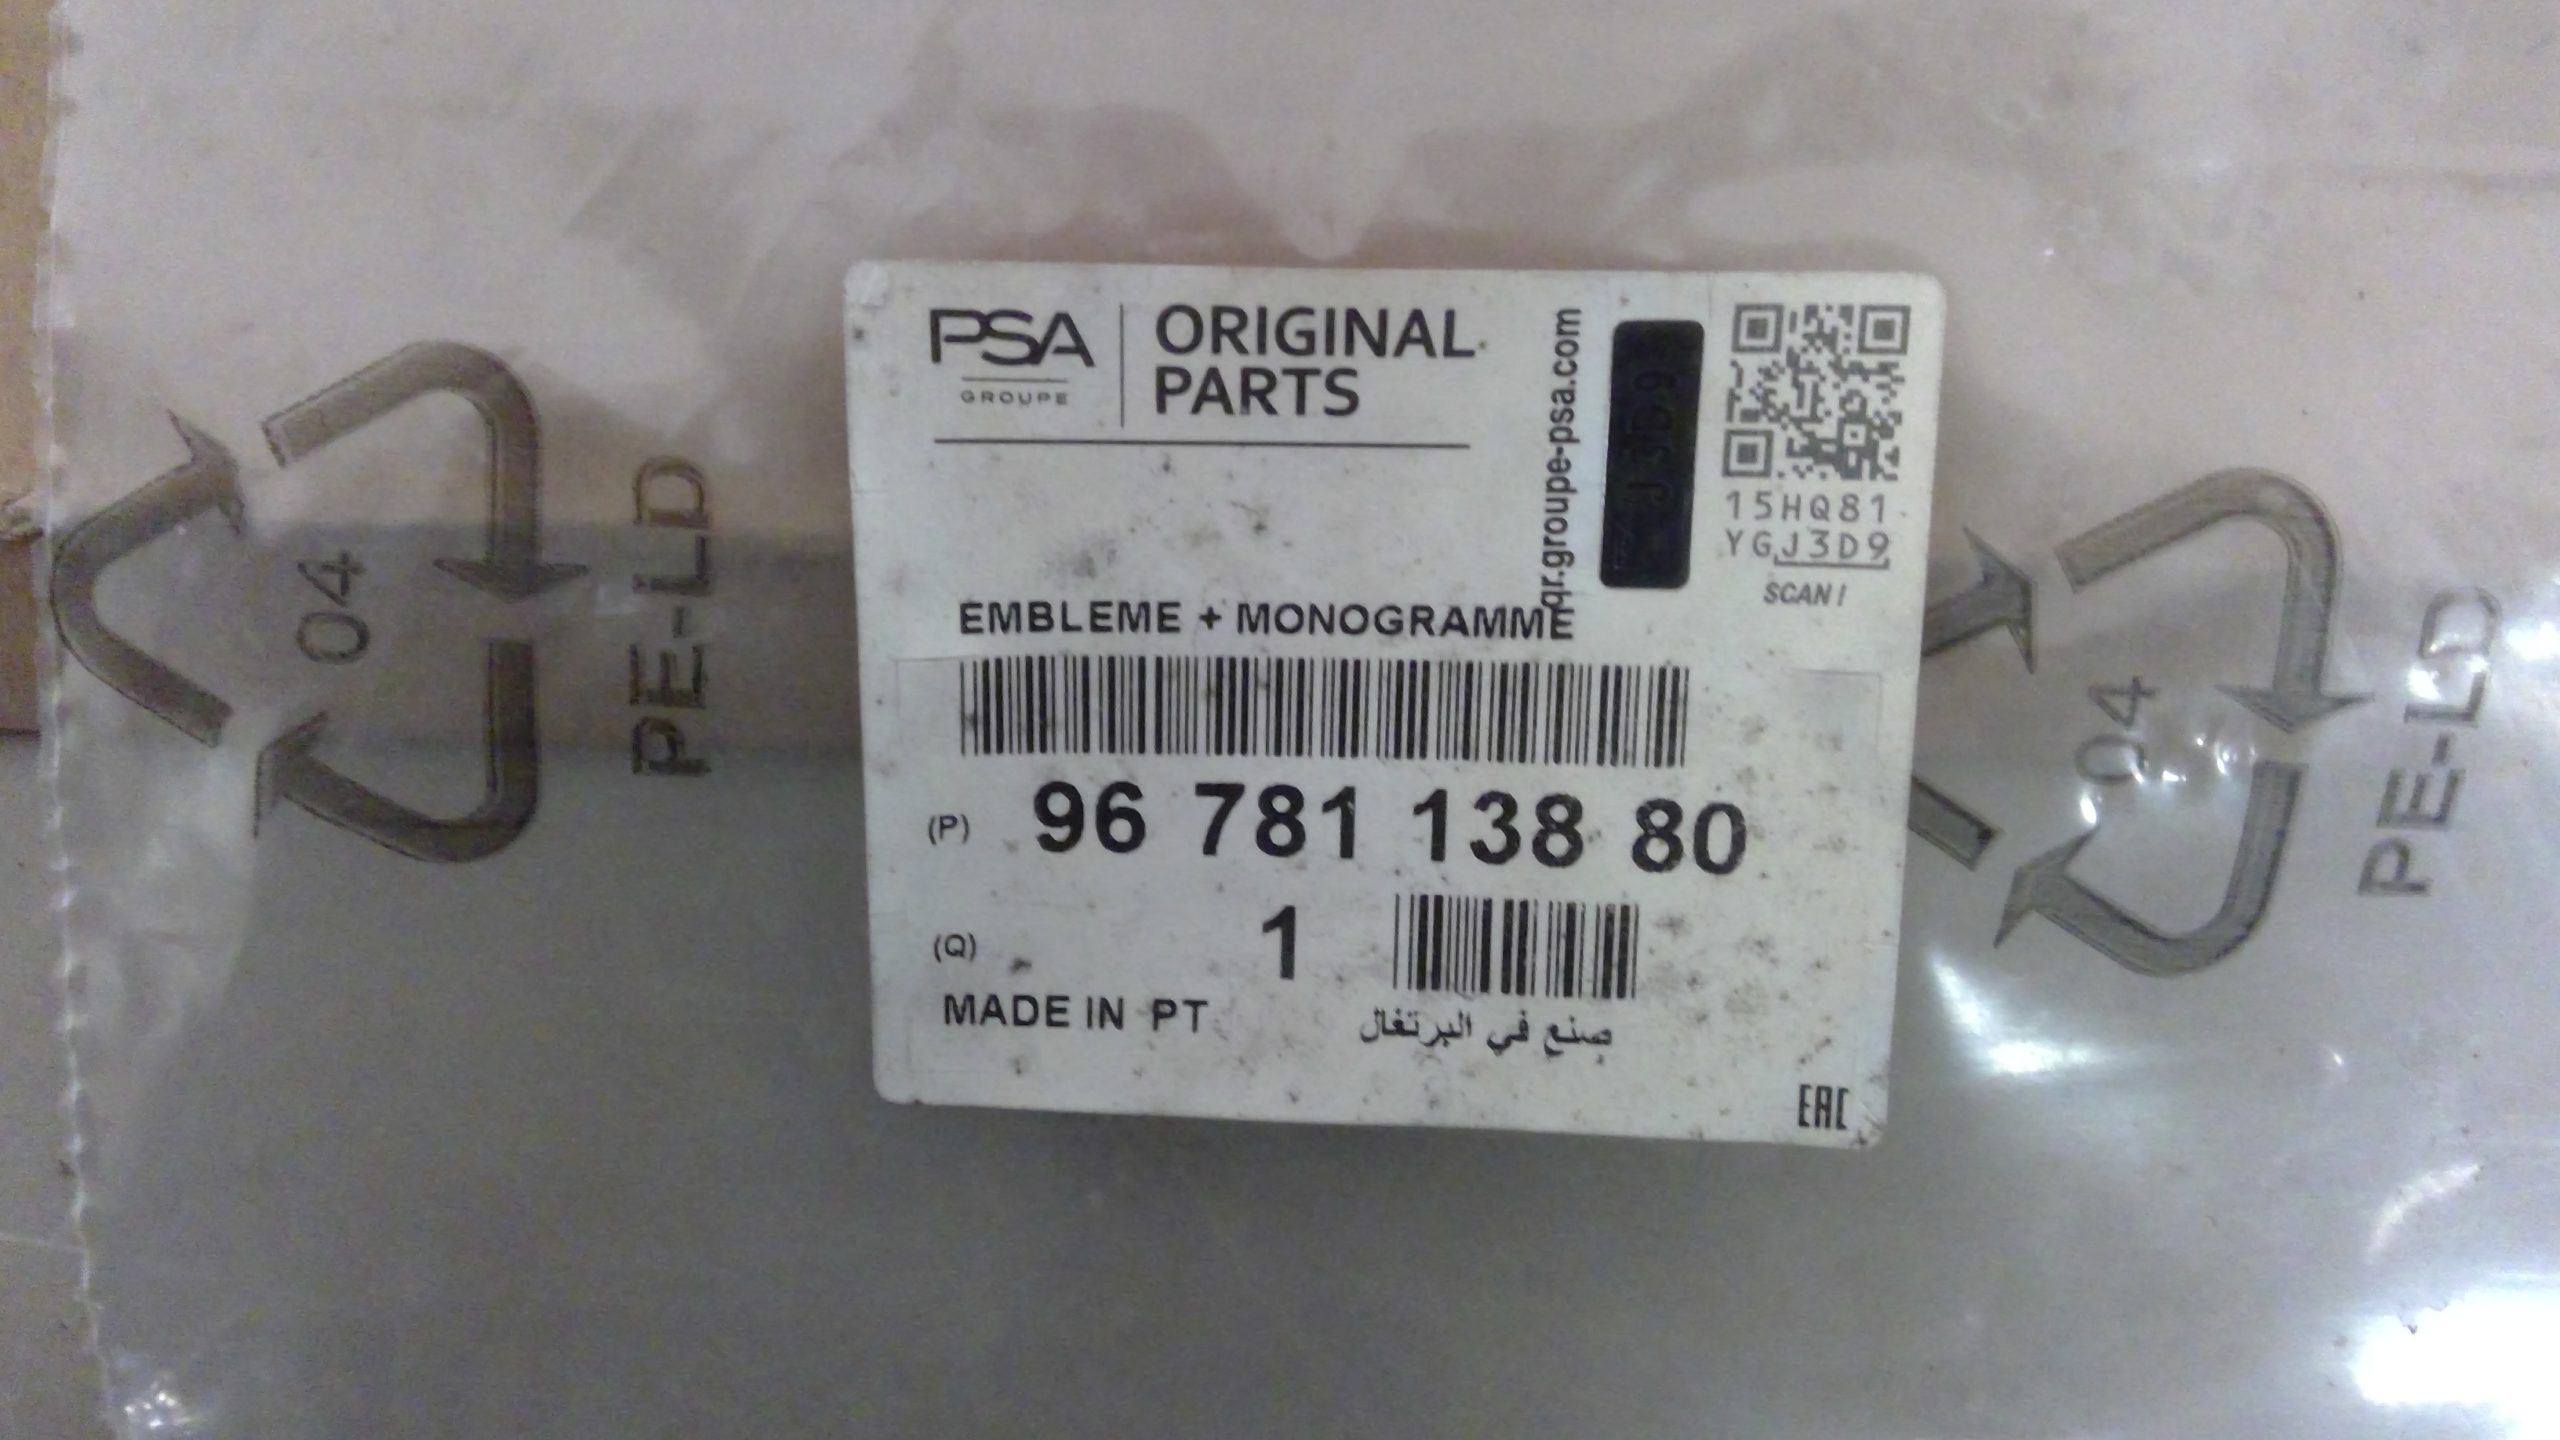 PSA
GROUPE
ORIGINAL
PARTS
qr.groupe-psa.com
J3D9
15HQ81
YGJ3D9
SCAN!
EMBLEME + MONOGRAMME
(P) 96 781 138 80
(Q) 1
MADE IN PT
صنع في البرتغال
EAC
04
PE-LD
04
PE-LD